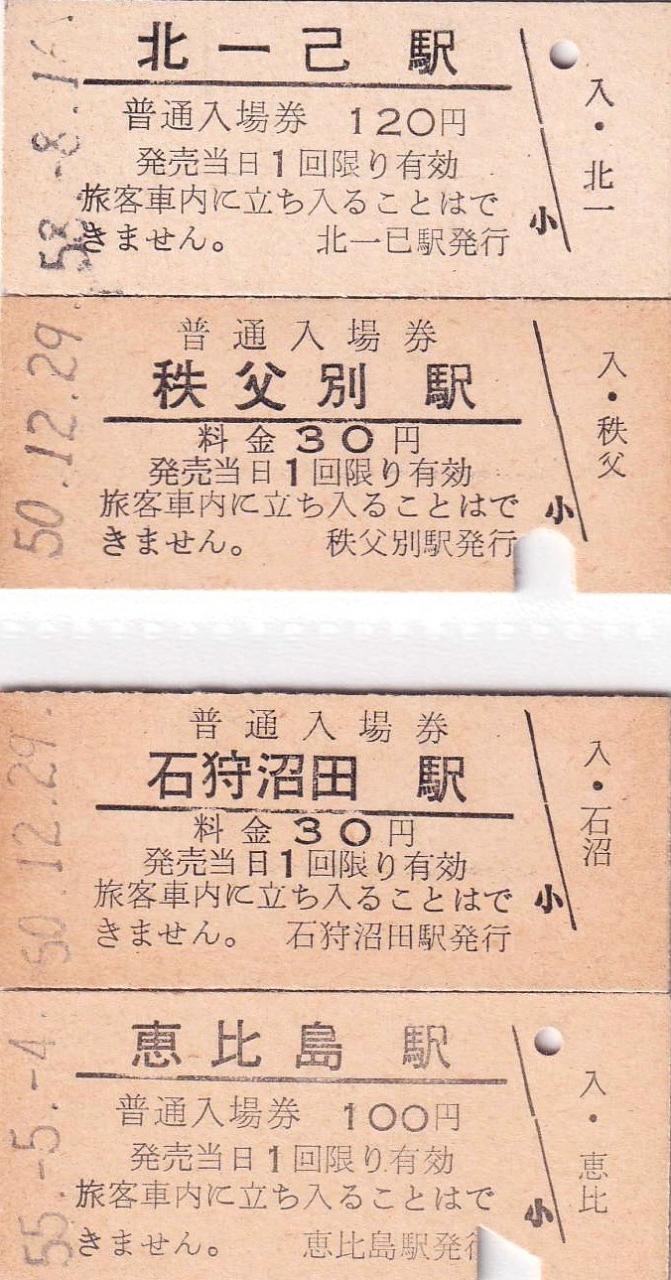 58.-8.1
北一己 駅
普通入場券 120円
発売当日1回限り有効
旅客車内に立ち入ることはで
きません。 北一已駅発行
小
入・北一
50.12.29.
普通入場券
秩父別 駅
料金30円
発売当日1回限り有効
旅客車内に立ち入ることはで
きません。 秩父別駅発行
小
入・秩父
50.12.29.
普通入場券
石狩沼田 駅
料金30円
発売当日1回限り有効
旅客車内に立ち入ることはで
きません。 石狩沼田駅発行
小
入・石沼
55.-5.-4.
恵比島 駅
普通入場券 100円
発売当日1回限り有効
旅客車内に立ち入ることはで
きません。 恵比島駅発行
小
入・恵比